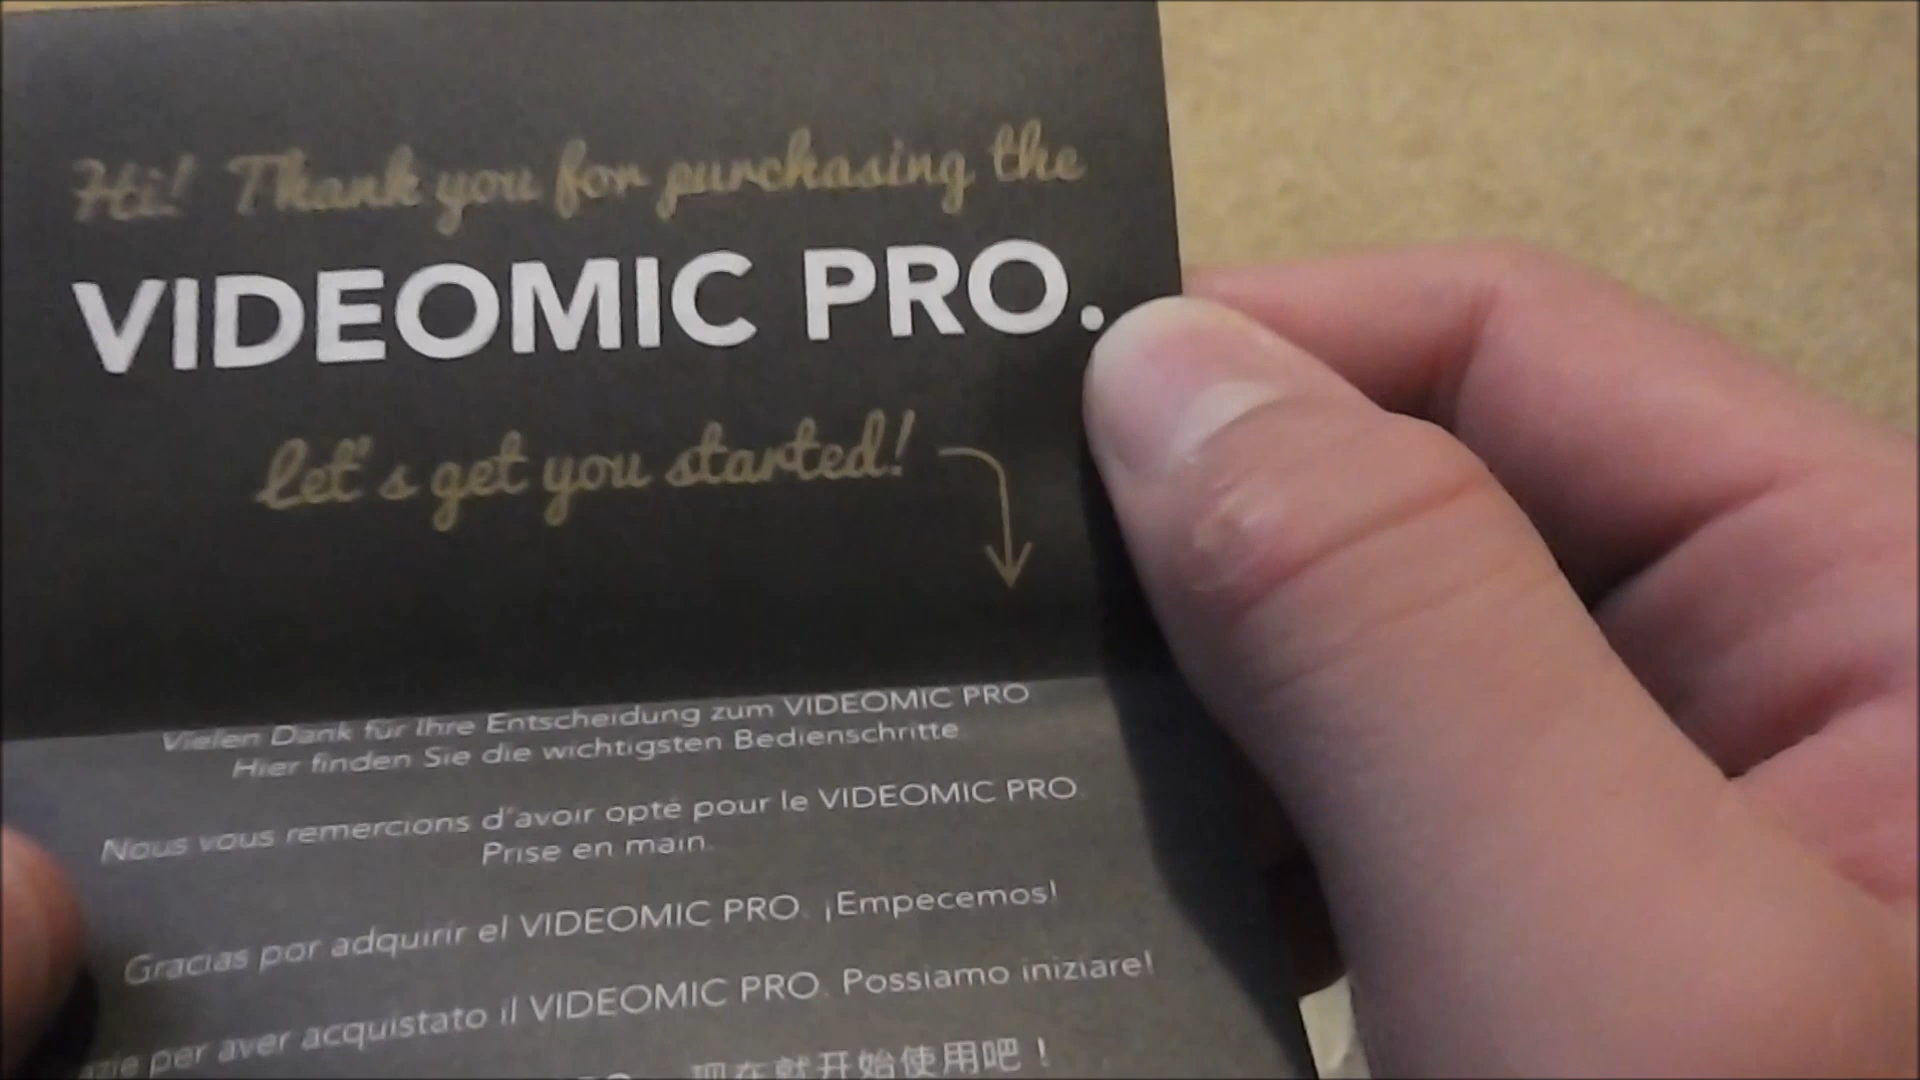 Hi! Thank you for purchasing the
VIDEOMIC PRO.
Let's get you started!
Vielen Dank für Ihre Entscheidung zum VIDEOMIC PRO
Hier finden Sie die wichtigsten Bedienschritte
Nous vous remercions d'avoir opté pour le VIDEOMIC PRO.
Prise en main.
Gracias por adquirir el VIDEOMIC PRO. ¡Empecemos!
per aver acquistato il VIDEOMIC PRO. Possiamo iniziare!
现在就开始使用吧！